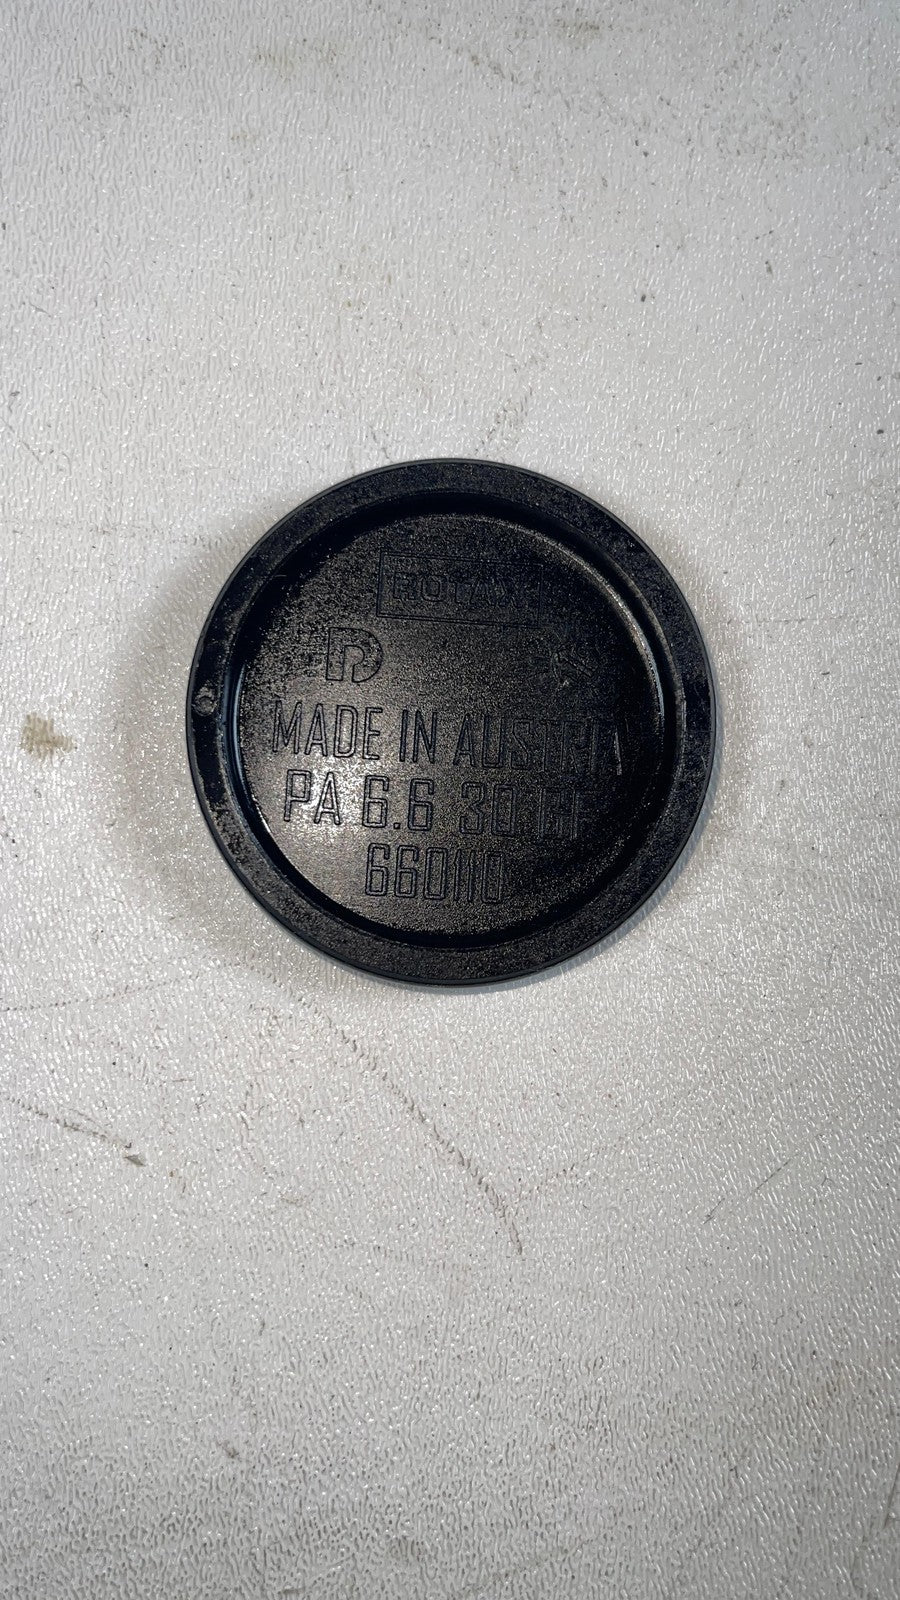 ROTAX
MADE IN AUSTRIA
PA 6.6 30 GF
660110